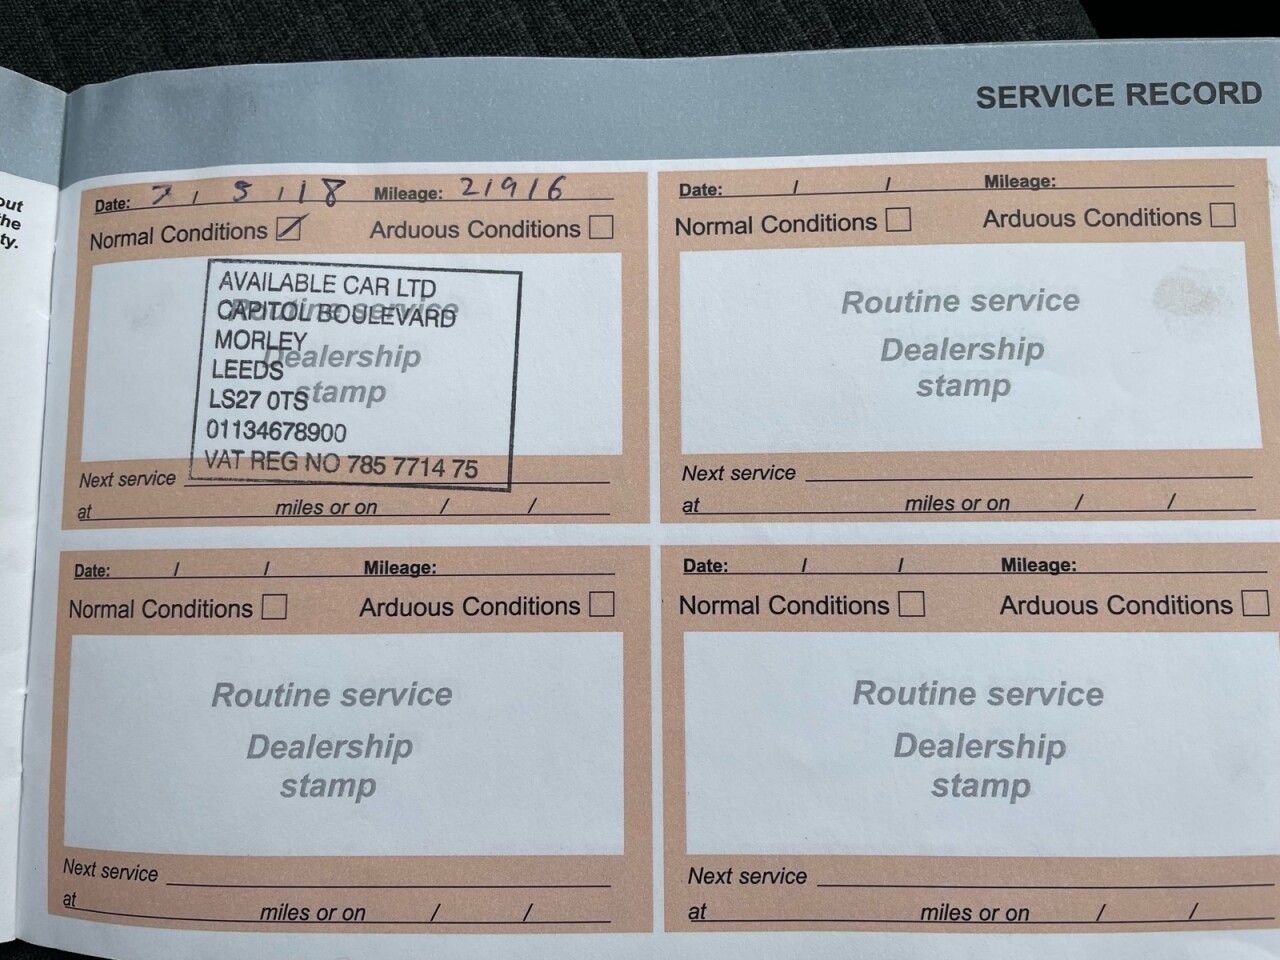 out
the
ty.
SERVICE RECORD
Date: 7 / 5 / 18 Mileage: 21916
Normal Conditions Arduous Conditions
Routine service
Dealership
stamp
AVAILABLE CAR LTD
CAPITOL BOULEVARD
MORLEY
LEEDS
LS27 0TS
01134678900
VAT REG NO 785 7714 75
Next service
at miles or on / /
Date: / / Mileage:
Normal Conditions Arduous Conditions
Routine service
Dealership
stamp
Next service
at miles or on / /
Date: / / Mileage:
Normal Conditions Arduous Conditions
Routine service
Dealership
stamp
Next service
at miles or on / /
Date: / / Mileage:
Normal Conditions Arduous Conditions
Routine service
Dealership
stamp
Next service
at miles or on / /